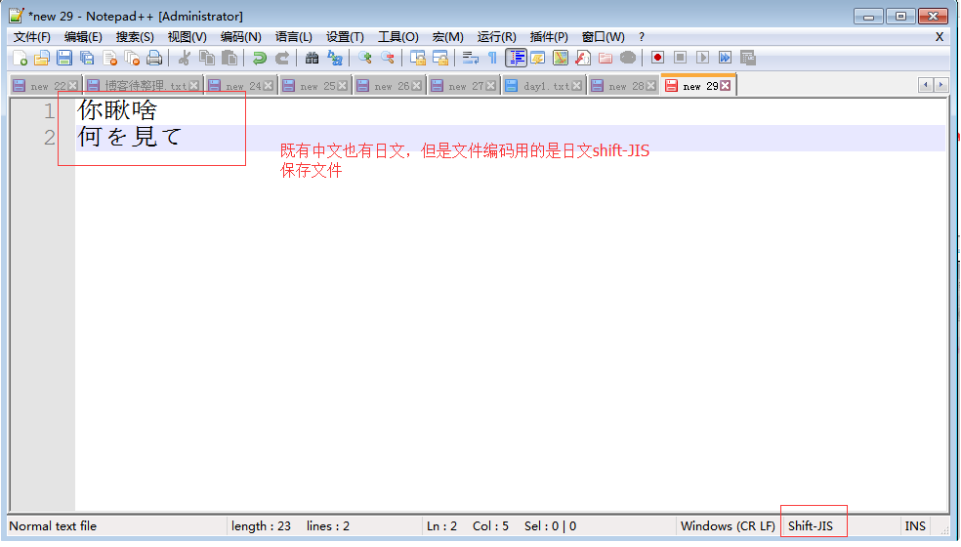 *new 29 - Notepad++ [Administrator]
文件(F) 编辑(E) 搜索(S) 视图(V) 编码(N) 语言(L) 设置(T) 工具(O) 宏(M) 运行(R) 插件(P) 窗口(W) ? X
new 22 博客待整理.txt new 24 new 25 new 26 new 27 day1.txt new 28 new 29
1 你瞅啥
2 何を見て
既有中文也有日文，但是文件编码用的是日文shift-JIS
保存文件
Normal text file length : 23 lines : 2 Ln : 2 Col : 5 Sel : 0 | 0 Windows (CR LF) Shift-JIS INS